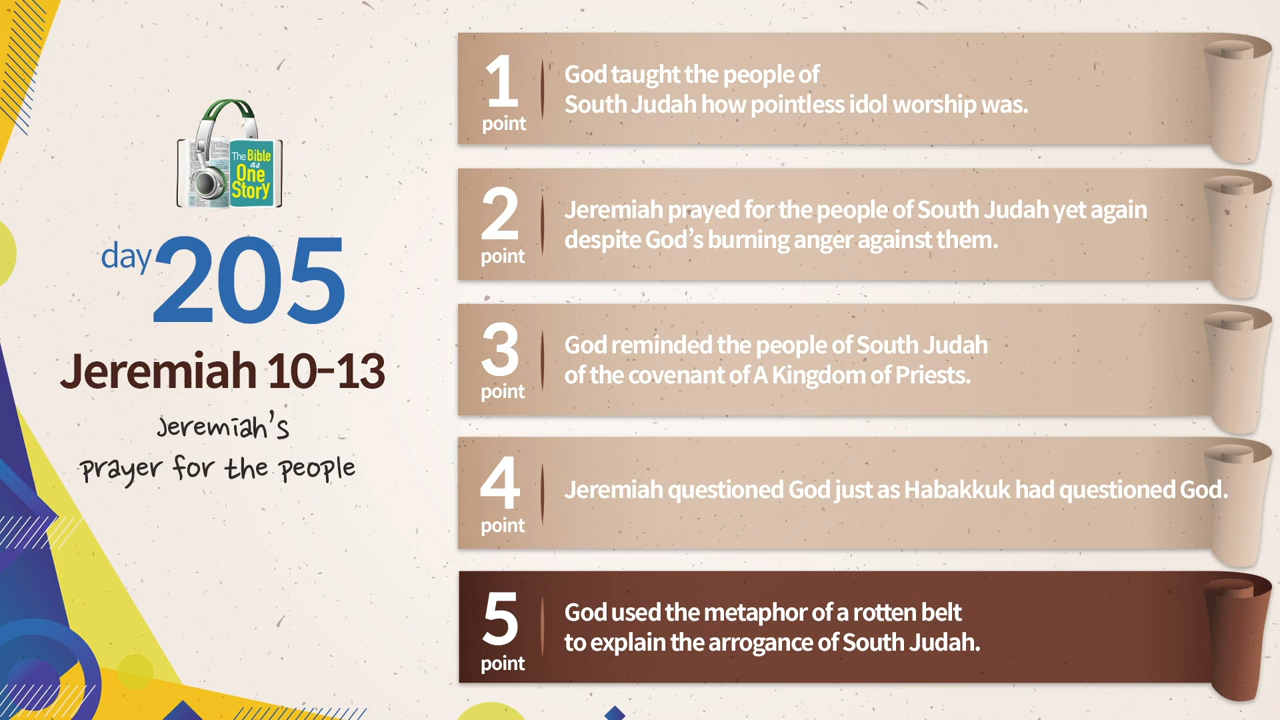 The Bible
as
One
Story
day 205
Jeremiah 10-13
Jeremiah's
prayer for the people
1
point
God taught the people of
South Judah how pointless idol worship was.
2
point
Jeremiah prayed for the people of South Judah yet again
despite God's burning anger against them.
3
point
God reminded the people of South Judah
of the covenant of A Kingdom of Priests.
4
point
Jeremiah questioned God just as Habakkuk had questioned God.
5
point
God used the metaphor of a rotten belt
to explain the arrogance of South Judah.